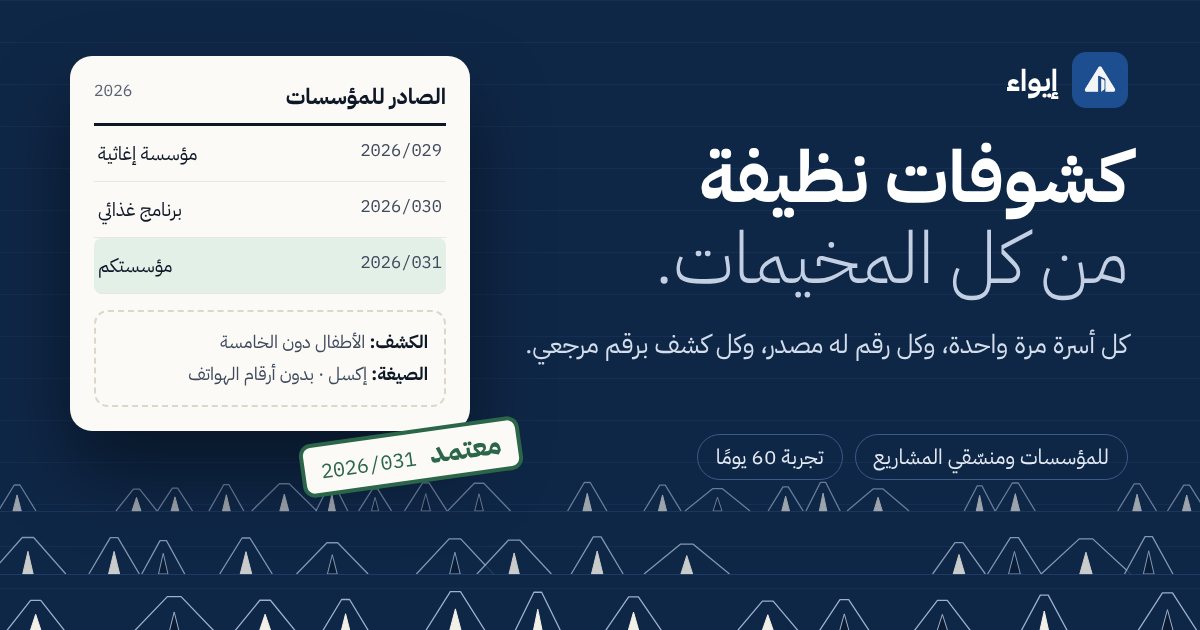 إيواء
كشوفات نظيفة
من كل المخيمات.
كل أسرة مرة واحدة، وكل رقم له مصدر، وكل كشف برقم مرجعي.
للمؤسسات ومنسّقي المشاريع
تجربة 60 يومًا
الصادر للمؤسسات 2026
2026/029 مؤسسة إغاثية
2026/030 برنامج غذائي
2026/031 مؤسستكم
الكشف: الأطفال دون الخامسة
الصيغة: إكسل · بدون أرقام الهواتف
معتمد 2026/031